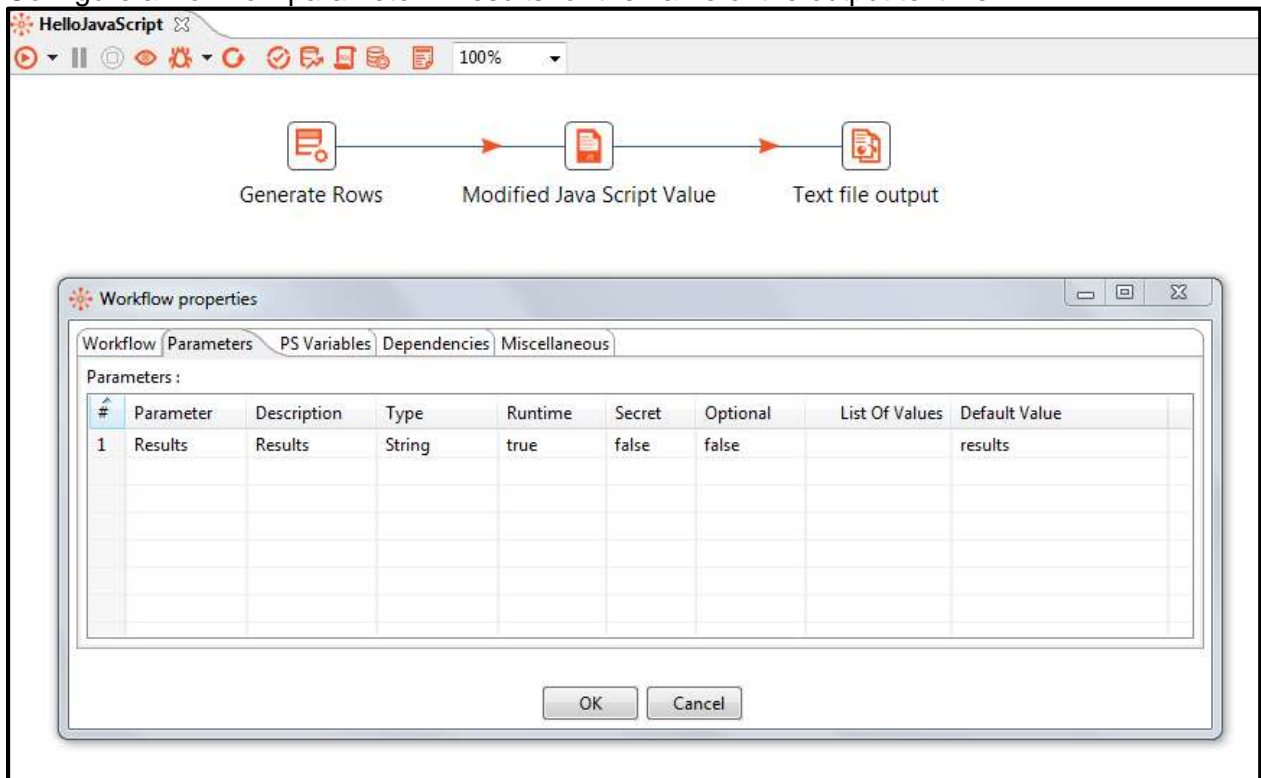 HelloJavaScript
100%
Generate Rows Modified Java Script Value Text file output
Workflow properties
Workflow Parameters PS Variables Dependencies Miscellaneous
Parameters :
# Parameter Description Type Runtime Secret Optional List Of Values Default Value
1 Results Results String true false false results
OK Cancel